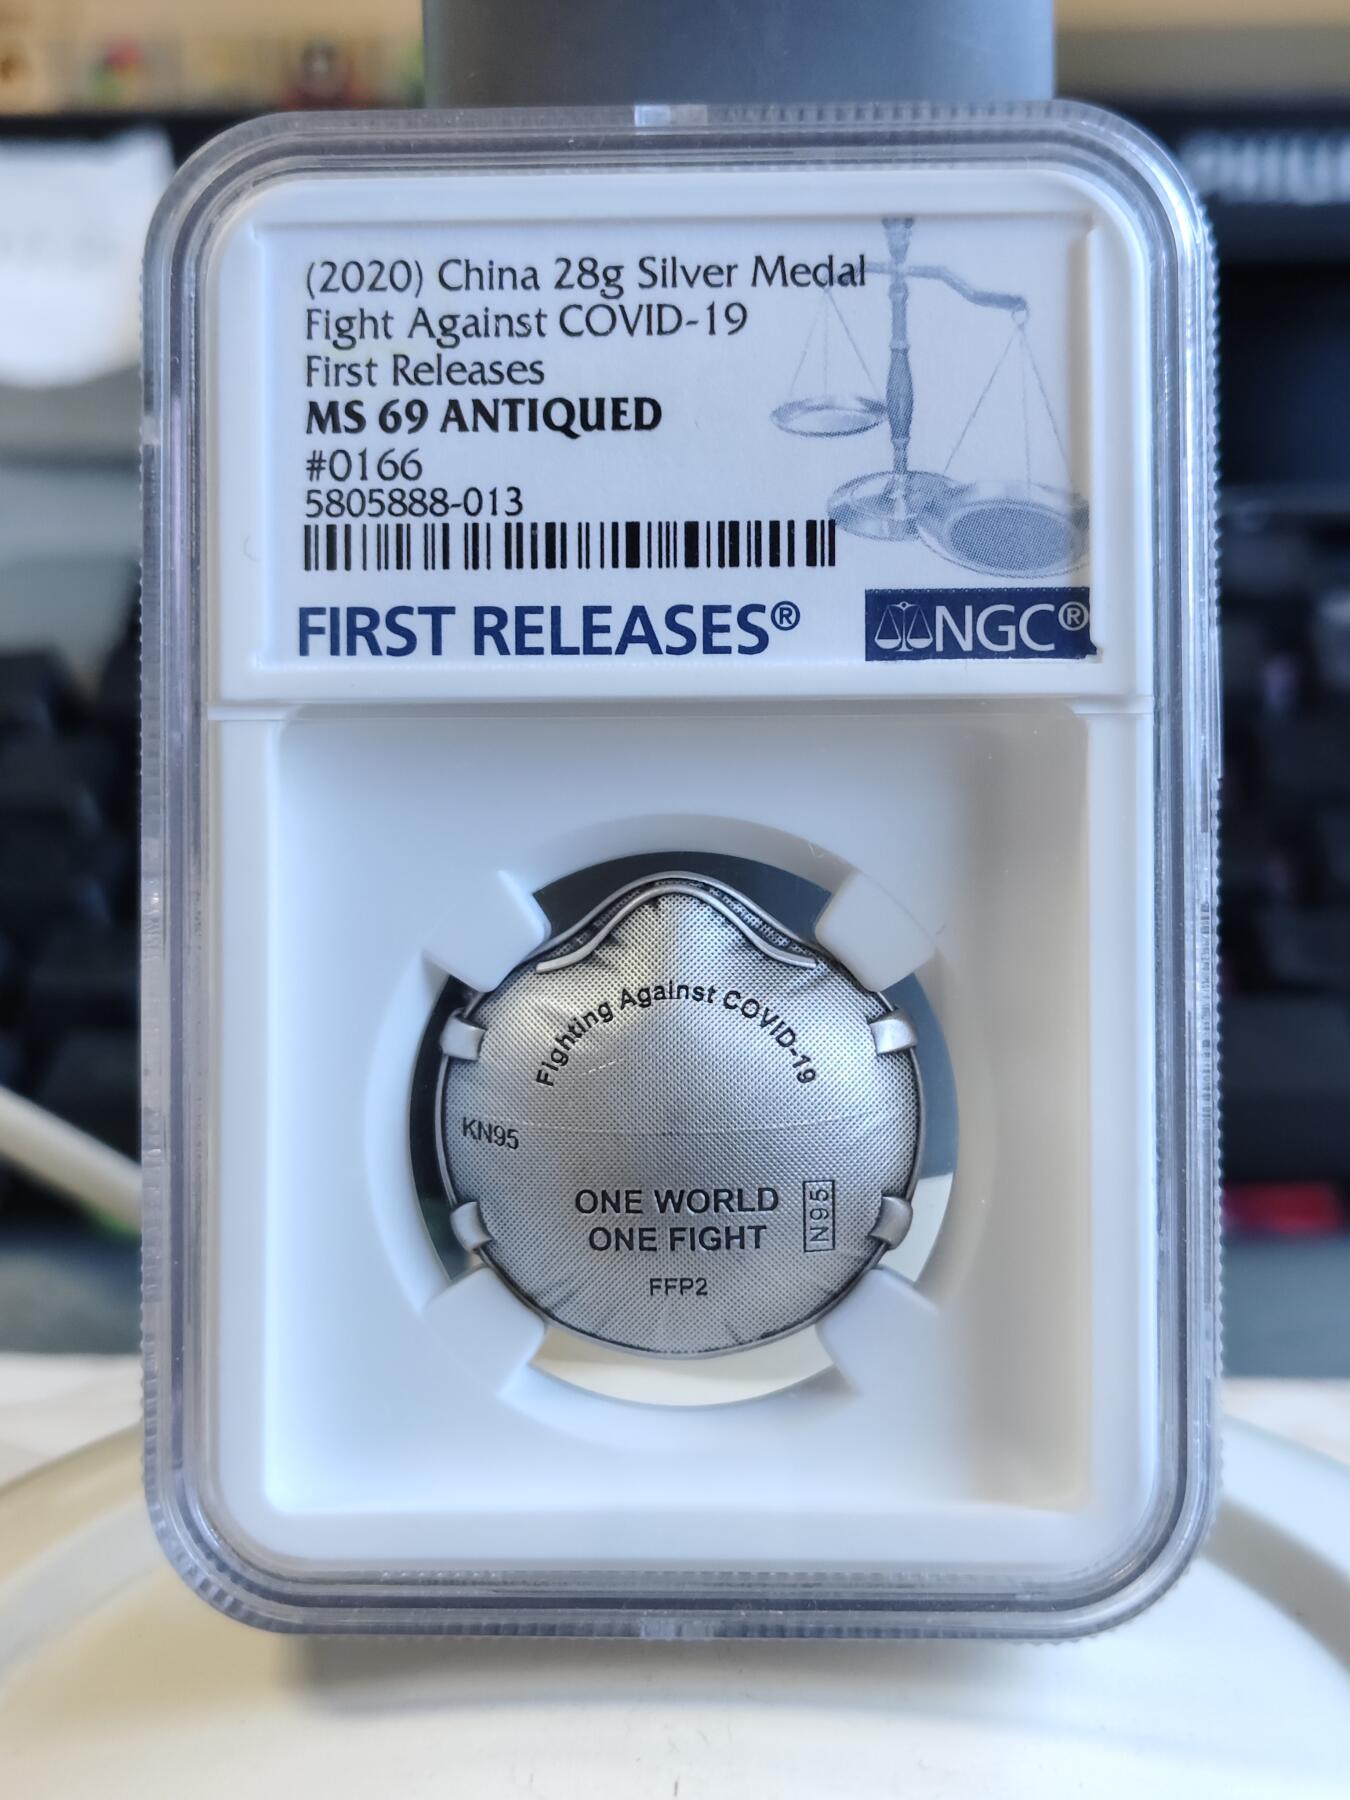 (2020) China 28g Silver Medal
Fight Against COVID-19
First Releases
MS 69 ANTIQUED
#0166
5805888-013
FIRST RELEASES®
NGC®
Fighting Against COVID-19
KN95
ONE WORLD
ONE FIGHT
N95
FFP2